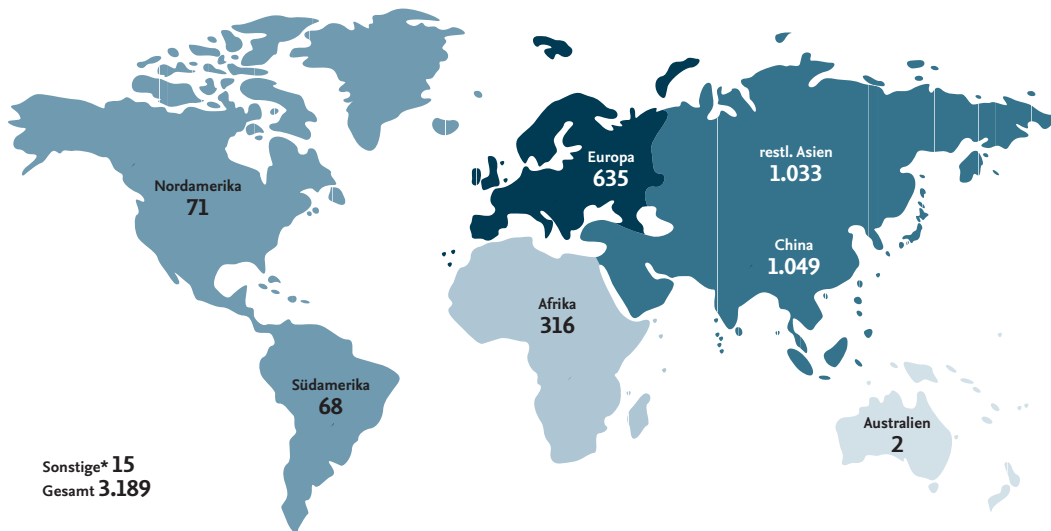 Europa
635
restl. Asien
1.033
Nordamerika
71
China
1.049
Afrika
316
Südamerika
68
Australien
2
Sonstige* 15
Gesamt 3.189